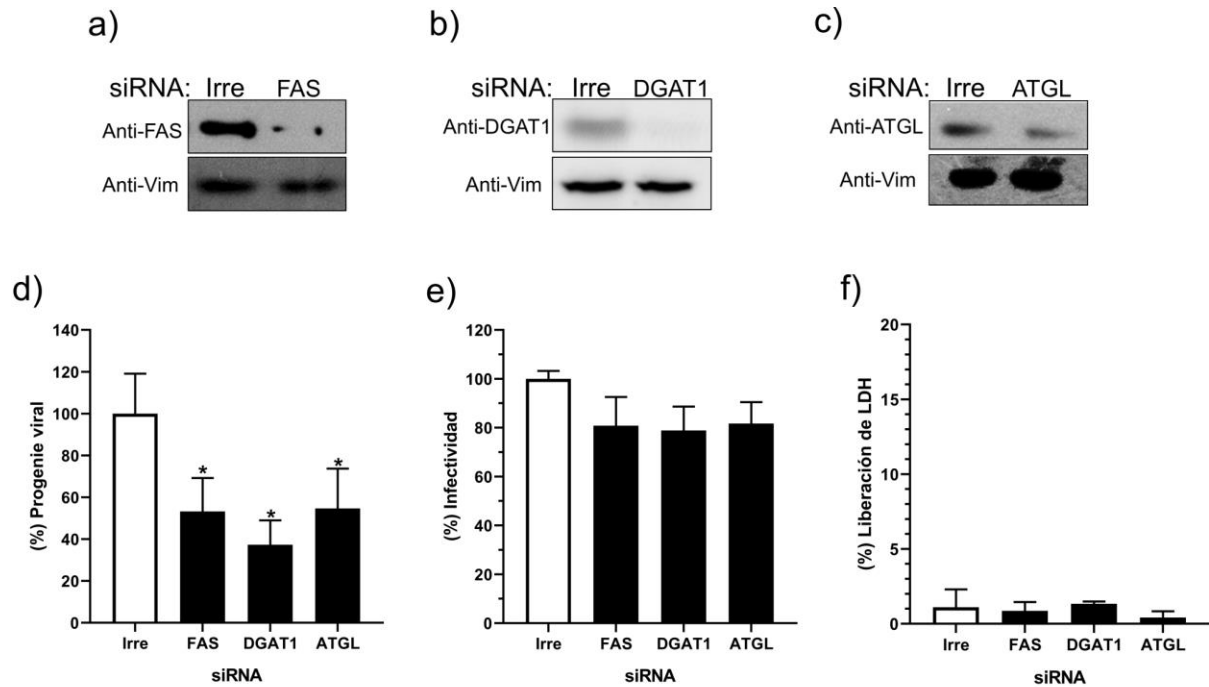 a)
siRNA: Irre FAS
Anti-FAS
Anti-Vim
b)
siRNA: Irre DGAT1
Anti-DGAT1
Anti-Vim
c)
siRNA: Irre ATGL
Anti-ATGL
Anti-Vim
d)
(%) Progenie viral
140
120
100
80
60
40
20
0
*
*
*
Irre FAS DGAT1 ATGL
siRNA
e)
(%) Infectividad
120
100
80
60
40
20
0
Irre FAS DGAT1 ATGL
siRNA
f)
(%) Liberación de LDH
20
15
10
5
0
Irre FAS DGAT1 ATGL
siRNA